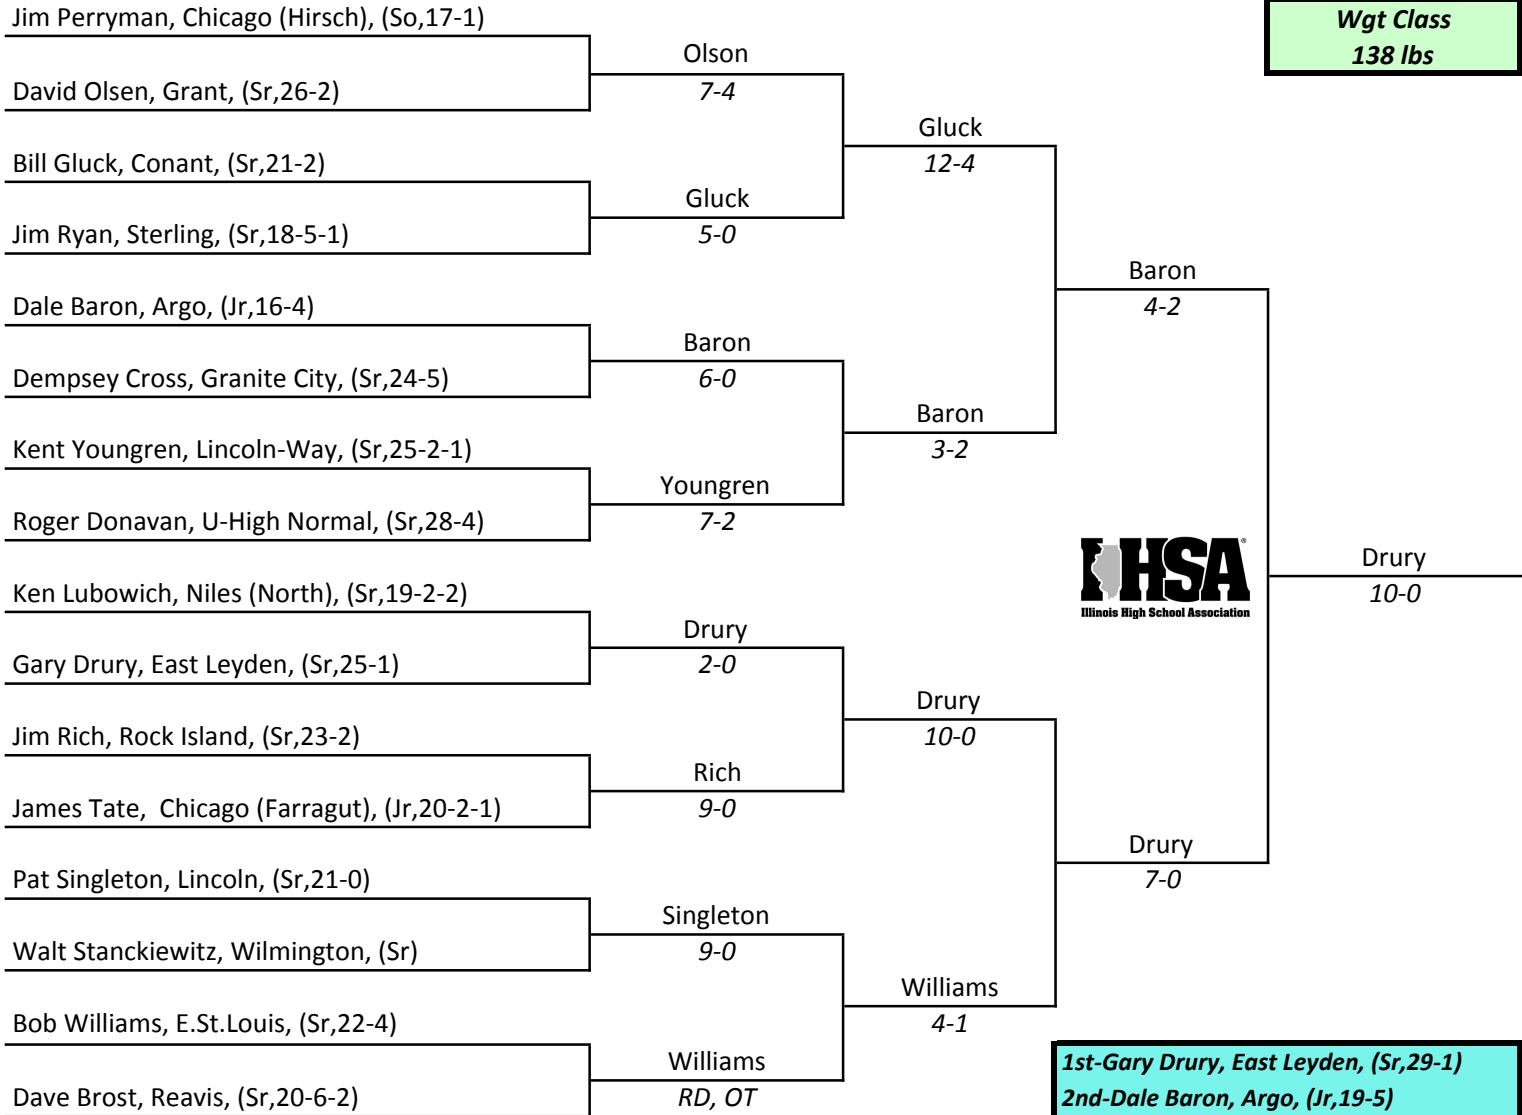 Jim Perryman, Chicago (Hirsch), (So,17-1)
David Olsen, Grant, (Sr,26-2)
Bill Gluck, Conant, (Sr,21-2)
Jim Ryan, Sterling, (Sr,18-5-1)
Dale Baron, Argo, (Jr,16-4)
Dempsey Cross, Granite City, (Sr,24-5)
Kent Youngren, Lincoln-Way, (Sr,25-2-1)
Roger Donavan, U-High Normal, (Sr,28-4)
Ken Lubowich, Niles (North), (Sr,19-2-2)
Gary Drury, East Leyden, (Sr,25-1)
Jim Rich, Rock Island, (Sr,23-2)
James Tate,  Chicago (Farragut), (Jr,20-2-1)
Pat Singleton, Lincoln, (Sr,21-0)
Walt Stanckiewitz, Wilmington, (Sr)
Bob Williams, E.St.Louis, (Sr,22-4)
Dave Brost, Reavis, (Sr,20-6-2)
Olson
7-4
Gluck
5-0
Baron
6-0
Youngren
7-2
Drury
2-0
Rich
9-0
Singleton
9-0
Williams
RD, OT
Gluck
12-4
Baron
3-2
Drury
10-0
Williams
4-1
Baron
4-2
Drury
7-0
Drury
10-0
Wgt Class
138 lbs
IHSA®
Illinois High School Association
1st-Gary Drury, East Leyden, (Sr,29-1)
2nd-Dale Baron, Argo, (Jr,19-5)